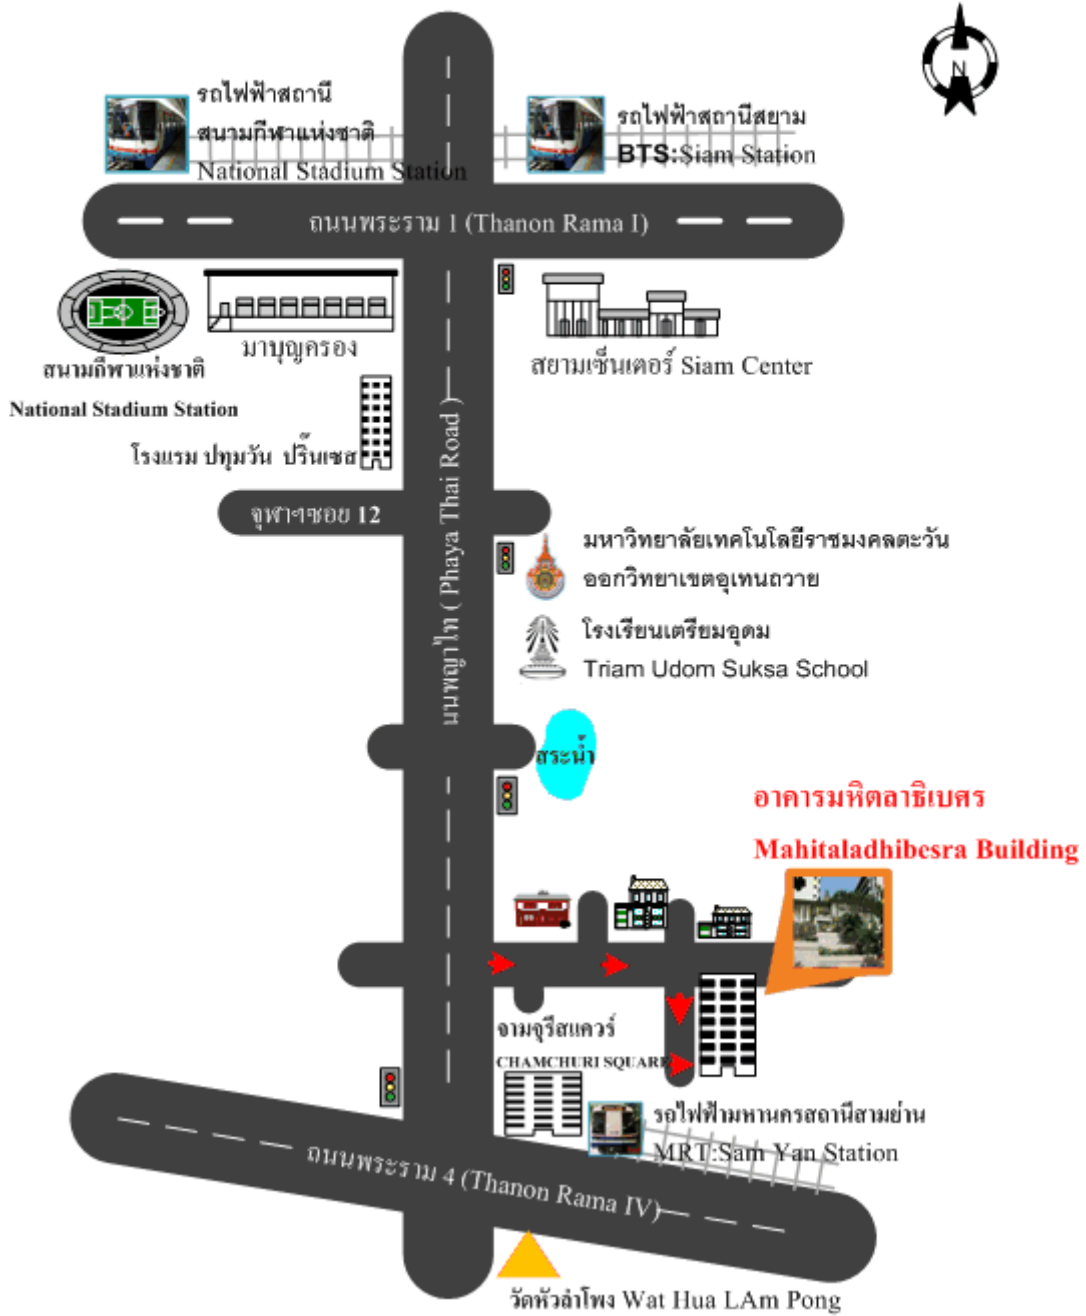 N
รถไฟฟ้าสถานี
สนามกีฬาแห่งชาติ
National Stadium Station
รถไฟฟ้าสถานีสยาม
BTS:Siam Station
ถนนพระราม 1 (Thanon Rama I)
มาบุญครอง
สนามกีฬาแห่งชาติ
National Stadium Station
สยามเซ็นเตอร์ Siam Center
โรงแรม ปทุมวัน ปริ๊นเซส
จุฬาฯซอย 12
นนพญาไท ( Phaya Thai Road )
มหาวิทยาลัยเทคโนโลยีราชมงคลตะวัน
ออกวิทยาเขตอุเทนถวาย
โรงเรียนเตรียมอุดม
Triam Udom Suksa School
สระน้ำ
อาคารมหิตลาธิเบศร
Mahitaladhibesra Building
จามจุรีสแควร์
CHAMCHURI SQUARE
รถไฟฟ้ามหานครสถานีสามย่าน
MRT:Sam Yan Station
ถนนพระราม 4 (Thanon Rama IV)
วัดหัวลำโพง Wat Hua LAm Pong